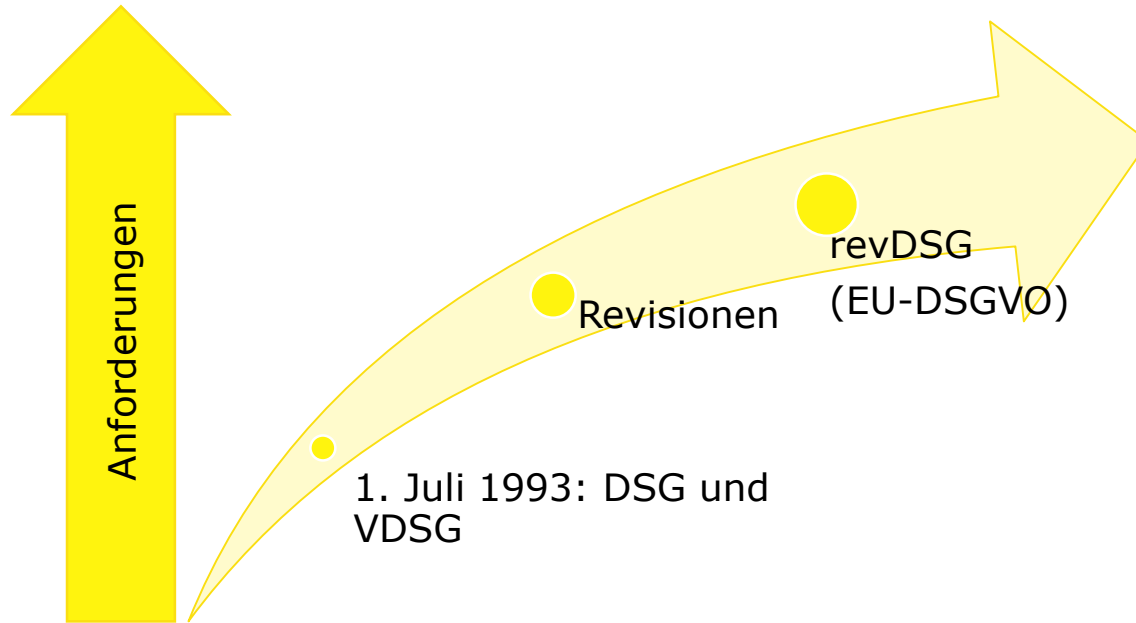 Anforderungen
revDSG
(EU-DSGVO)
Revisionen
1. Juli 1993: DSG und
VDSG